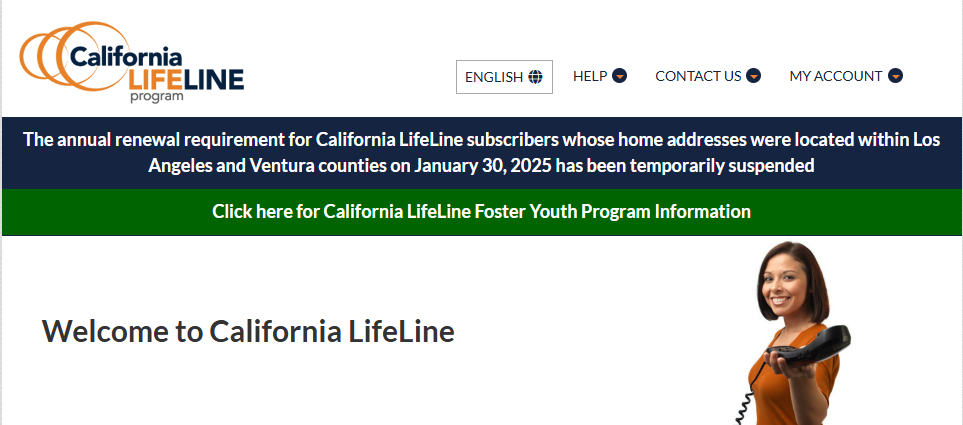 California
LIFELINE
program
ENGLISH
HELP
CONTACT US
MY ACCOUNT
The annual renewal requirement for California LifeLine subscribers whose home addresses were located within Los
Angeles and Ventura counties on January 30, 2025 has been temporarily suspended
Click here for California LifeLine Foster Youth Program Information
Welcome to California LifeLine